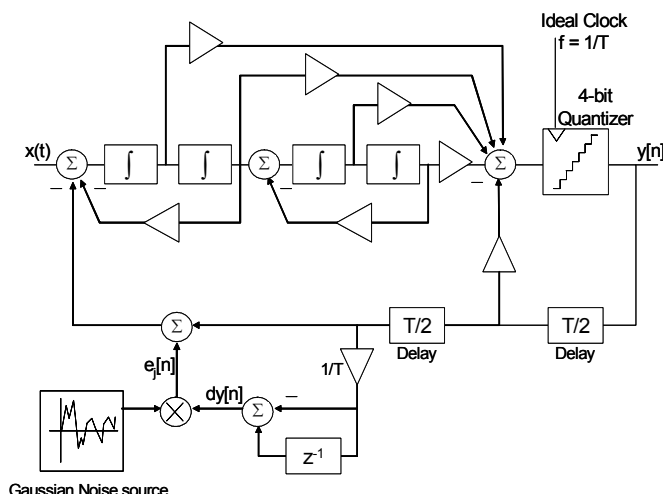 Ideal Clock
f = 1/T
4-bit
Quantizer
x(t)
Σ
∫
∫
Σ
∫
∫
Σ
y[n]
−
−
−
−
T/2
Delay
T/2
Delay
Σ
1/T
e_j[n]
dy[n]
Σ
−
z⁻¹
Gaussian Noise source